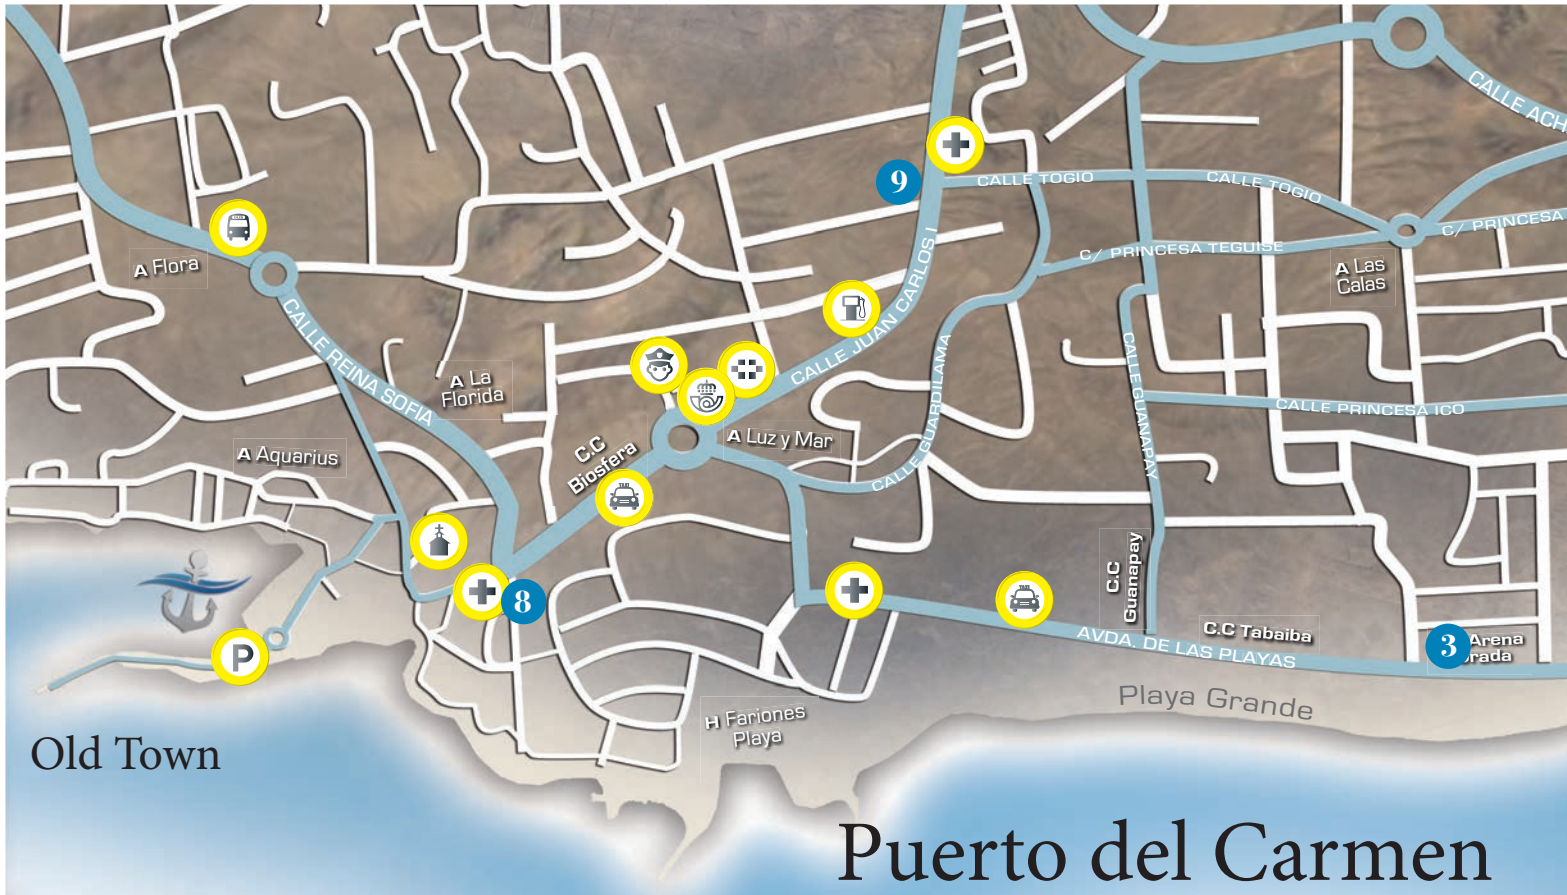 CALLE ACH
9
CALLE TOGIO
CALLE TOGIO
C/ PRINCESA
C/ PRINCESA TEGUISE
A Flora
A Las
Calas
CALLE JUAN CARLOS I
CALLE REINA SOFIA
A La
Florida
CALLE GUARDILAMA
CALLE GUANAPAY
CALLE PRINCESA ICO
A Luz y Mar
C.C
Biosfera
A Aquarius
TAXI
TAXI
8
C.C
Guanapay
C.C Tabaiba
AVDA. DE LAS PLAYAS
3
Arena
P
Playa Grande
H Fariones
Playa
Old Town
Puerto del Carmen